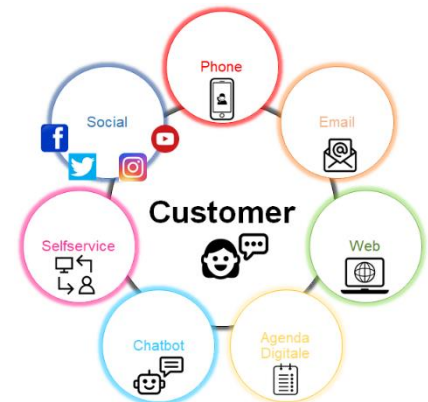 Phone
Email
Web
Agenda
Digitale
Chatbot
Selfservice
Social
Customer